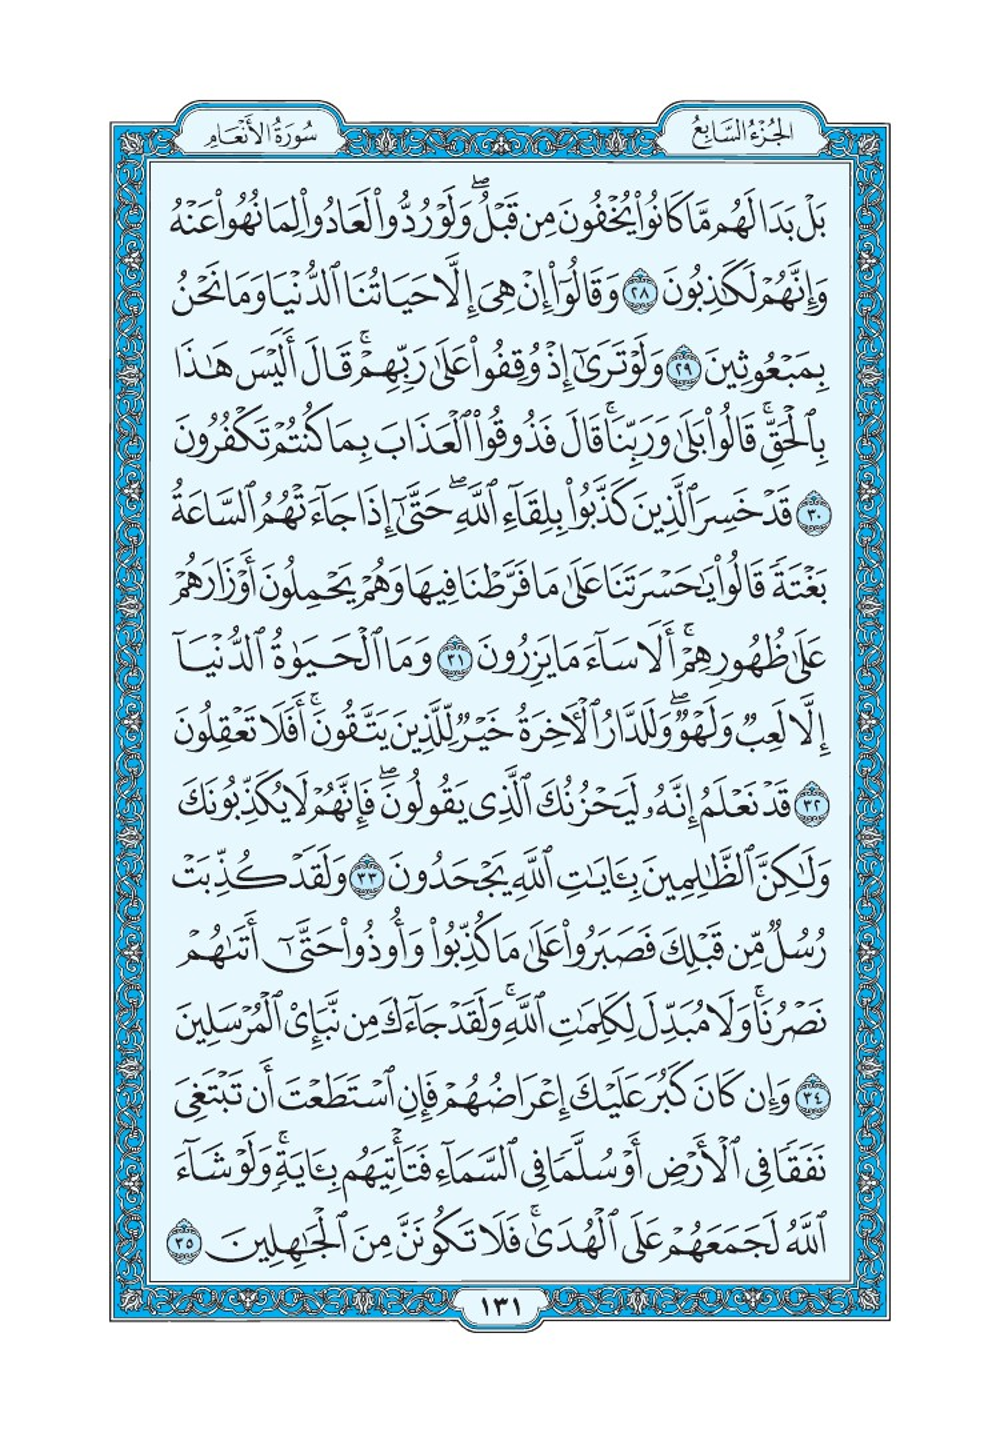 الجُزْءُ السَّابِعُ
سُورَةُ الأَنْعَامِ
بَلْ بَدَا لَهُم مَّا كَانُوا۟ يُخْفُونَ مِن قَبْلُ ۖ وَلَوْ رُدُّوا۟ لَعَادُوا۟ لِمَا نُهُوا۟ عَنْهُ
وَإِنَّهُمْ لَكَـٰذِبُونَ ٢٨ وَقَالُوٓا۟ إِنْ هِىَ إِلَّا حَيَاتُنَا ٱلدُّنْيَا وَمَا نَحْنُ
بِمَبْعُوثِينَ ٢٩ وَلَوْ تَرَىٰٓ إِذْ وُقِفُوا۟ عَلَىٰ رَبِّهِمْ ۚ قَالَ أَلَيْسَ هَـٰذَا
بِٱلْحَقِّ ۚ قَالُوا۟ بَلَىٰ وَرَبِّنَا ۚ قَالَ فَذُوقُوا۟ ٱلْعَذَابَ بِمَا كُنتُمْ تَكْفُرُونَ
٣٠ قَدْ خَسِرَ ٱلَّذِينَ كَذَّبُوا۟ بِلِقَآءِ ٱللَّهِ ۖ حَتَّىٰٓ إِذَا جَآءَتْهُمُ ٱلسَّاعَةُ
بَغْتَةً قَالُوا۟ يَـٰحَسْرَتَنَا عَلَىٰ مَا فَرَّطْنَا فِيهَا وَهُمْ يَحْمِلُونَ أَوْزَارَهُمْ
عَلَىٰ ظُهُورِهِمْ ۚ أَلَا سَآءَ مَا يَزِرُونَ ٣١ وَمَا ٱلْحَيَوٰةُ ٱلدُّنْيَآ
إِلَّا لَعِبٌ وَلَهْوٌ ۖ وَلَلدَّارُ ٱلْـَٔاخِرَةُ خَيْرٌ لِّلَّذِينَ يَتَّقُونَ ۗ أَفَلَا تَعْقِلُونَ
٣٢ قَدْ نَعْلَمُ إِنَّهُۥ لَيَحْزُنُكَ ٱلَّذِى يَقُولُونَ ۖ فَإِنَّهُمْ لَا يُكَذِّبُونَكَ
وَلَـٰكِنَّ ٱلظَّـٰلِمِينَ بِـَٔايَـٰتِ ٱللَّهِ يَجْحَدُونَ ٣٣ وَلَقَدْ كُذِّبَتْ
رُسُلٌ مِّن قَبْلِكَ فَصَبَرُوا۟ عَلَىٰ مَا كُذِّبُوا۟ وَأُوذُوا۟ حَتَّىٰٓ أَتَىٰهُمْ
نَصْرُنَا ۚ وَلَا مُبَدِّلَ لِكَلِمَـٰتِ ٱللَّهِ ۚ وَلَقَدْ جَآءَكَ مِن نَّبَإِى۟ ٱلْمُرْسَلِينَ
٣٤ وَإِن كَانَ كَبُرَ عَلَيْكَ إِعْرَاضُهُمْ فَإِنِ ٱسْتَطَعْتَ أَن تَبْتَغِىَ
نَفَقًا فِى ٱلْأَرْضِ أَوْ سُلَّمًا فِى ٱلسَّمَآءِ فَتَأْتِيَهُم بِـَٔايَةٍ ۚ وَلَوْ شَآءَ
ٱللَّهُ لَجَمَعَهُمْ عَلَى ٱلْهُدَىٰ ۚ فَلَا تَكُونَنَّ مِنَ ٱلْجَـٰهِلِينَ ٣٥
١٣١